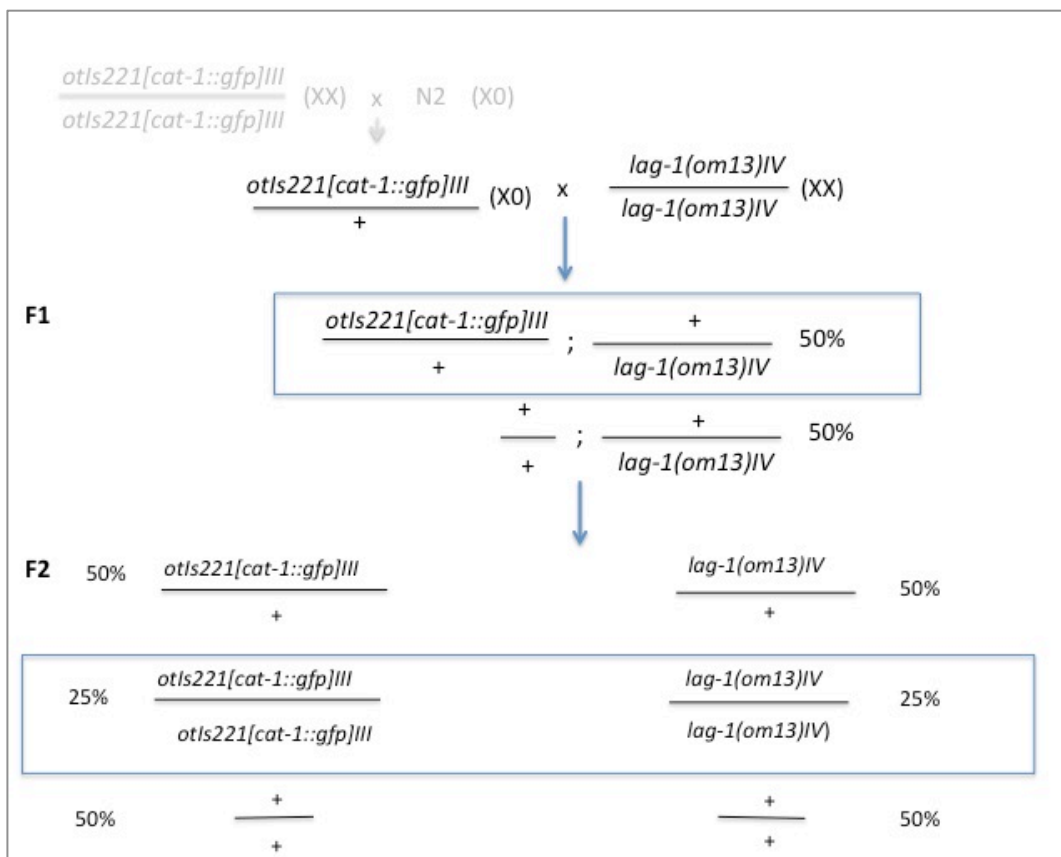 otIs221[cat-1::gfp]III
otIs221[cat-1::gfp]III (XX) x N2 (X0)
otIs221[cat-1::gfp]III (X0) x lag-1(om13)IV (XX)
+ lag-1(om13)IV
F1
otIs221[cat-1::gfp]III ; + 50%
+ lag-1(om13)IV
+ ; + 50%
+ lag-1(om13)IV
F2 50% otIs221[cat-1::gfp]III lag-1(om13)IV 50%
+ +
25% otIs221[cat-1::gfp]III lag-1(om13)IV 25%
otIs221[cat-1::gfp]III lag-1(om13)IV)
50% + + 50%
+ +